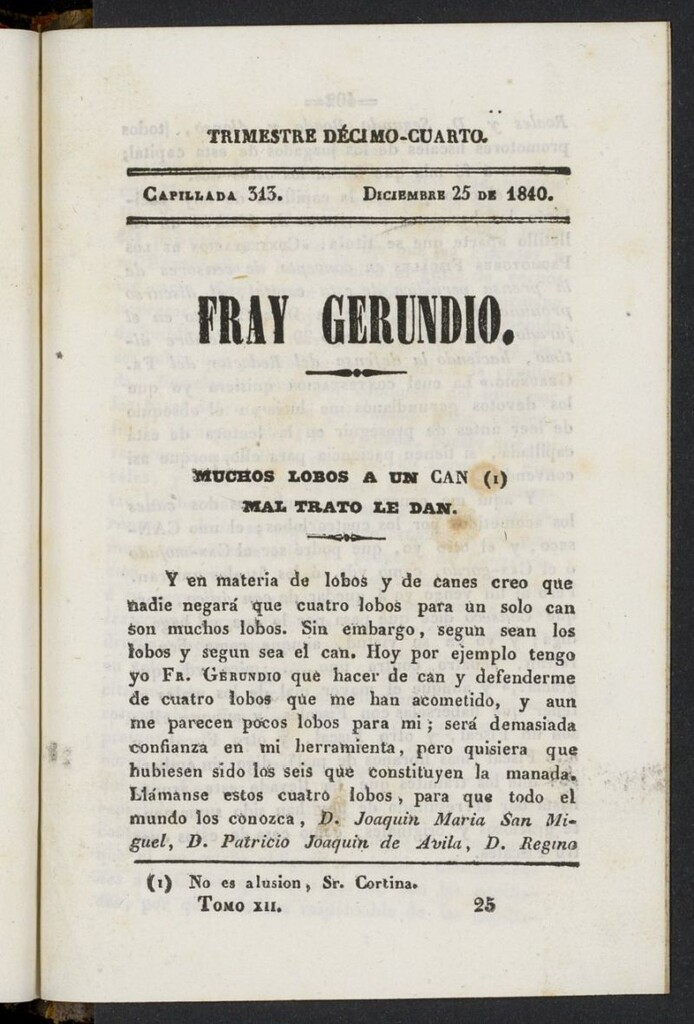 TRIMESTRE DÉCIMO-CUARTO.
CAPILLADA 313. DICIEMBRE 25 DE 1840.
FRAY GERUNDIO.
MUCHOS LOBOS A UN CAN (1)
MAL TRATO LE DAN.
Y en materia de lobos y de canes creo que
nadie negará que cuatro lobos para un solo can
son muchos lobos. Sin embargo, segun sean los
lobos y segun sea el can. Hoy por ejemplo tengo
yo FR. GERUNDIO que hacer de can y defenderme
de cuatro lobos que me han acometido, y aun
me parecen pocos lobos para mi; será demasiada
confianza en mi herramienta, pero quisiera que
hubiesen sido los seis que constituyen la manada.
Llámanse estos cuatro lobos, para que todo el
mundo los conozca, D. Joaquin Maria San Mi-
guel, D. Patricio Joaquin de Avila, D. Regino
(1) No es alusion, Sr. Cortina.
TOMO XII. 25